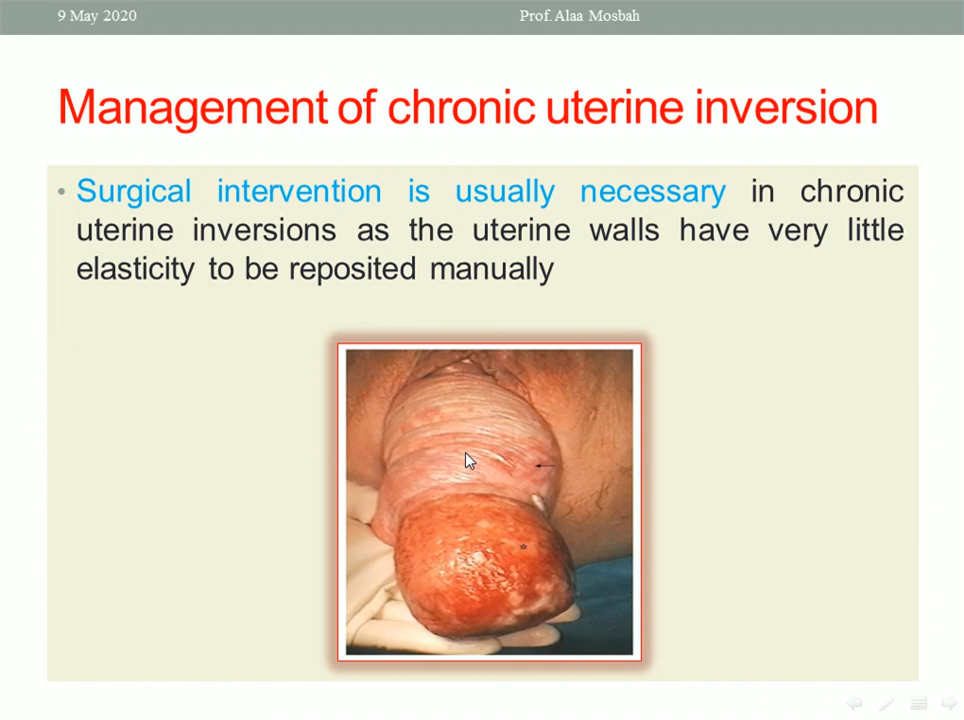 9 May 2020
Prof. Alaa Mosbah
Management of chronic uterine inversion
• Surgical intervention is usually necessary in chronic
uterine inversions as the uterine walls have very little
elasticity to be reposited manually